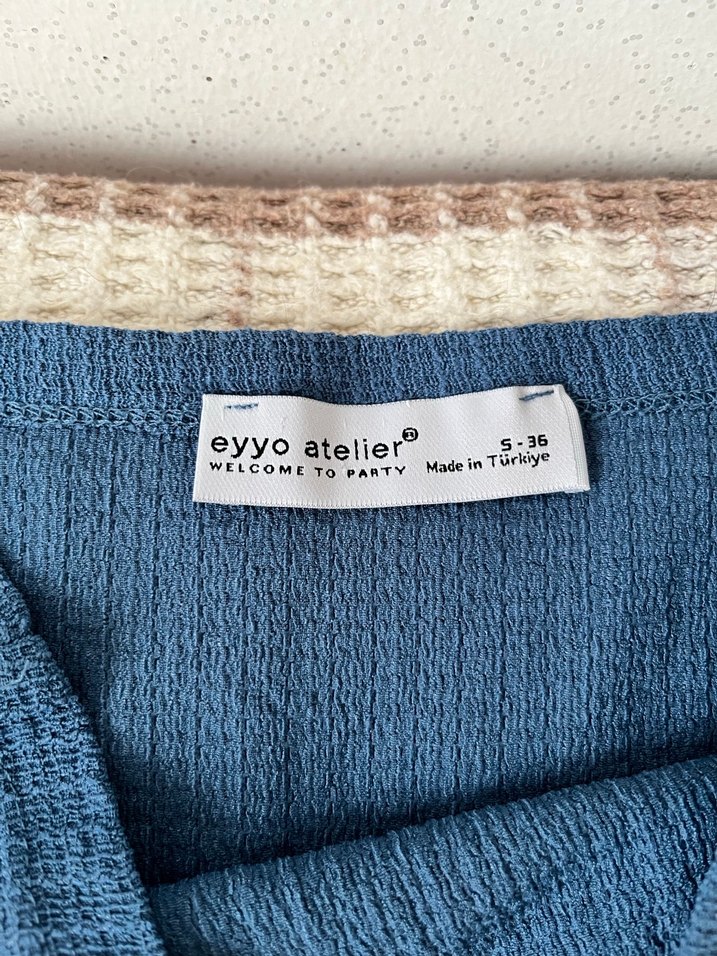 eyyo atelier®
WELCOME TO PARTY
S - 36
Made in Türkiye